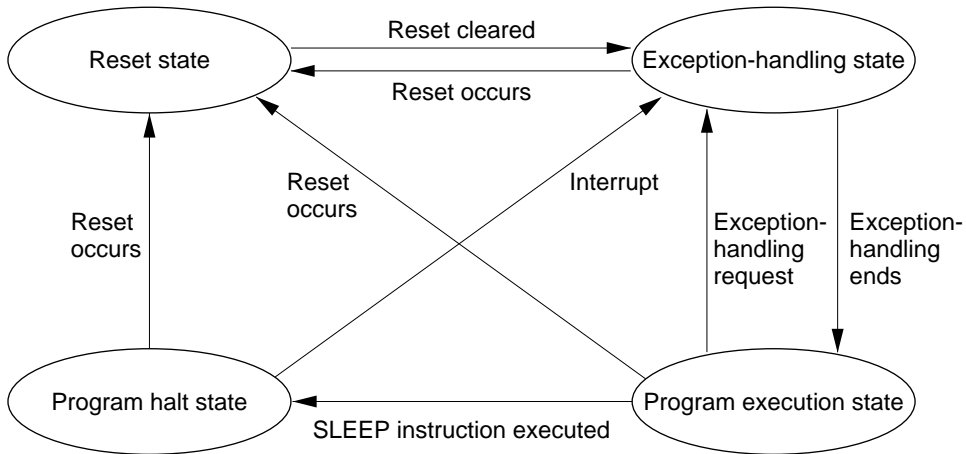 Reset cleared
Reset state
Exception-handling state
Reset occurs
Reset
occurs
Interrupt
Reset
occurs
Exception-
handling
request
Exception-
handling
ends
Program halt state
Program execution state
SLEEP instruction executed